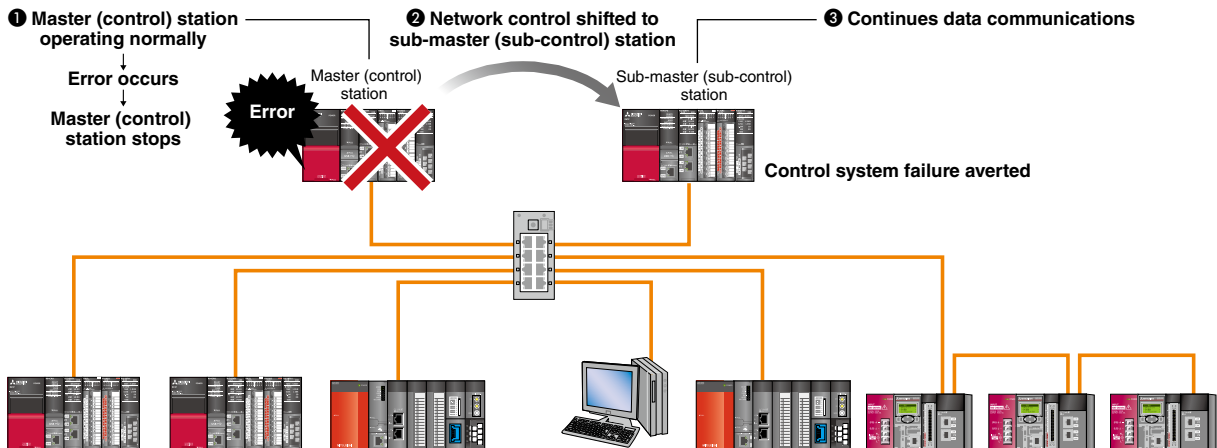 ❶ Master (control) station
operating normally
Error occurs
Master (control)
station stops
Error
Master (control)
station
❷ Network control shifted to
sub-master (sub-control) station
Sub-master (sub-control)
station
❸ Continues data communications
Control system failure averted